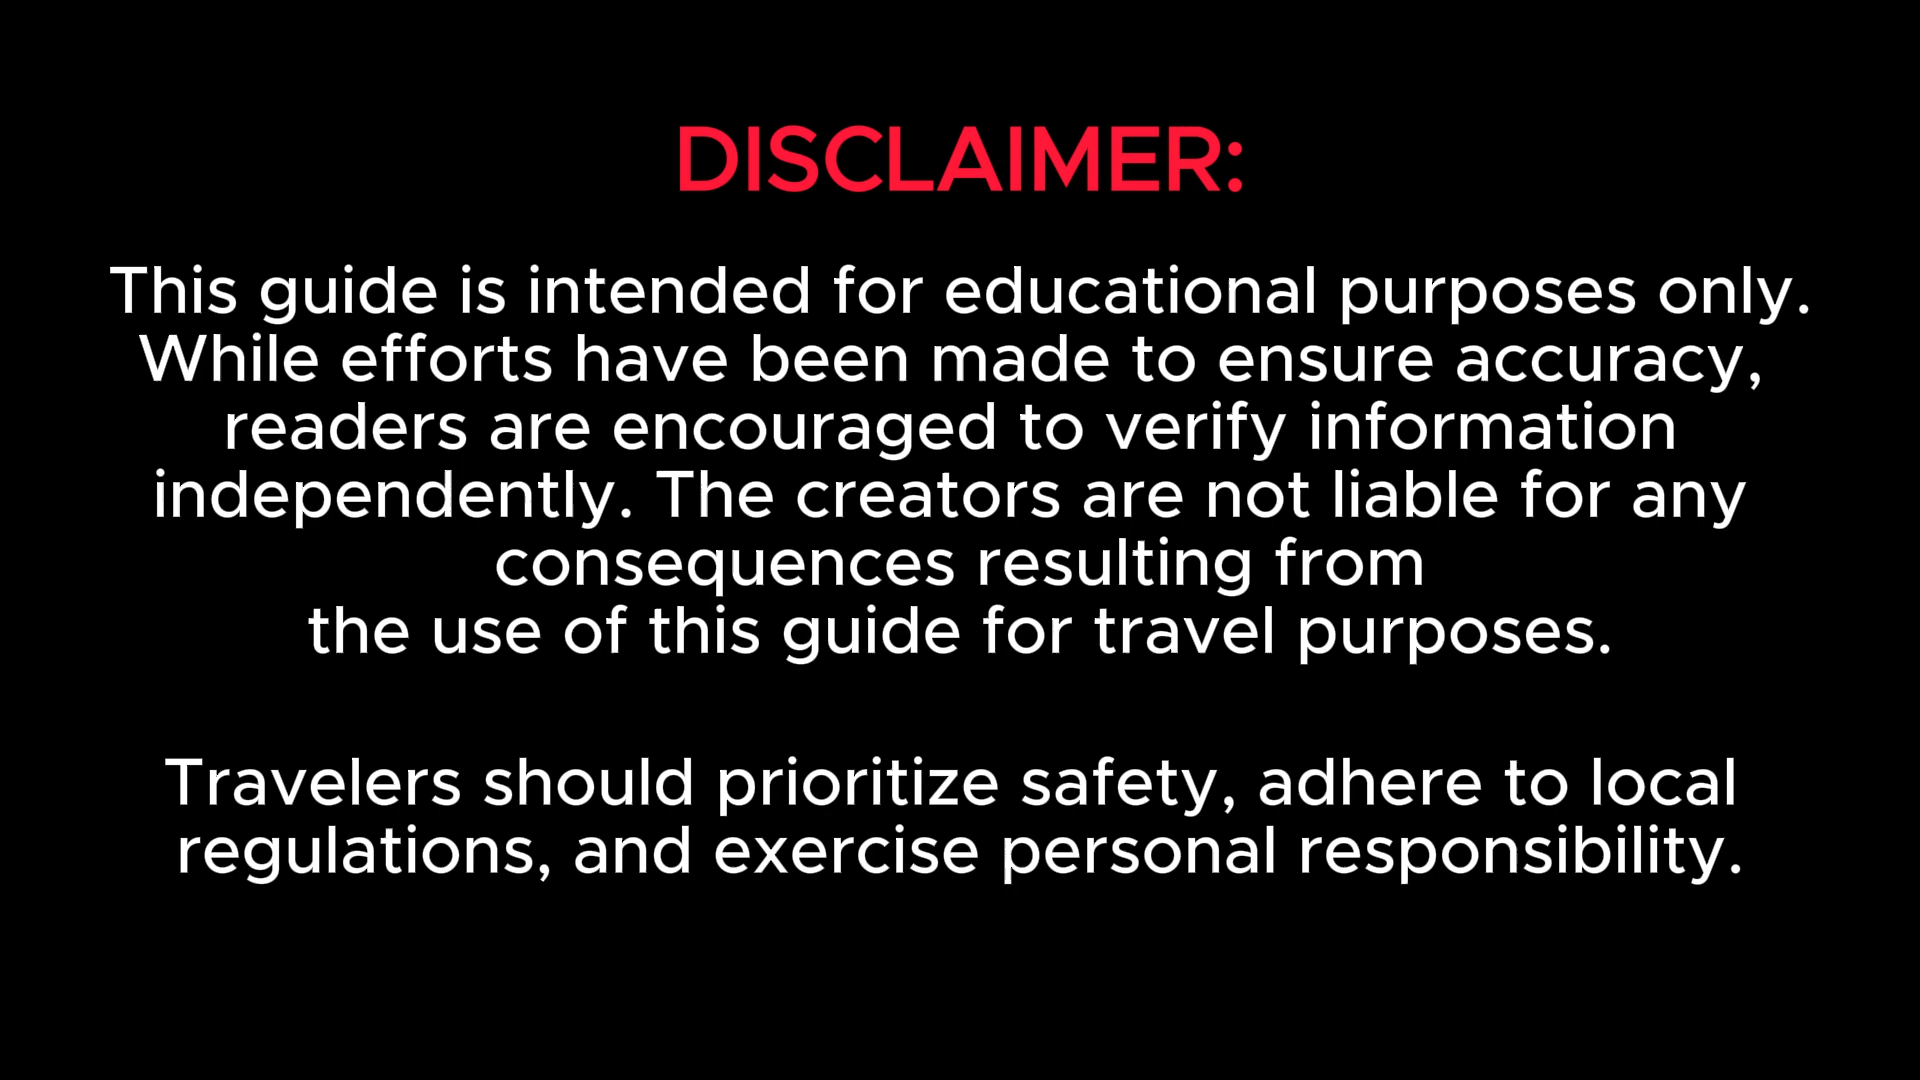 DISCLAIMER:
This guide is intended for educational purposes only.
While efforts have been made to ensure accuracy,
readers are encouraged to verify information
independently. The creators are not liable for any
consequences resulting from
the use of this guide for travel purposes.
Travelers should prioritize safety, adhere to local
regulations, and exercise personal responsibility.